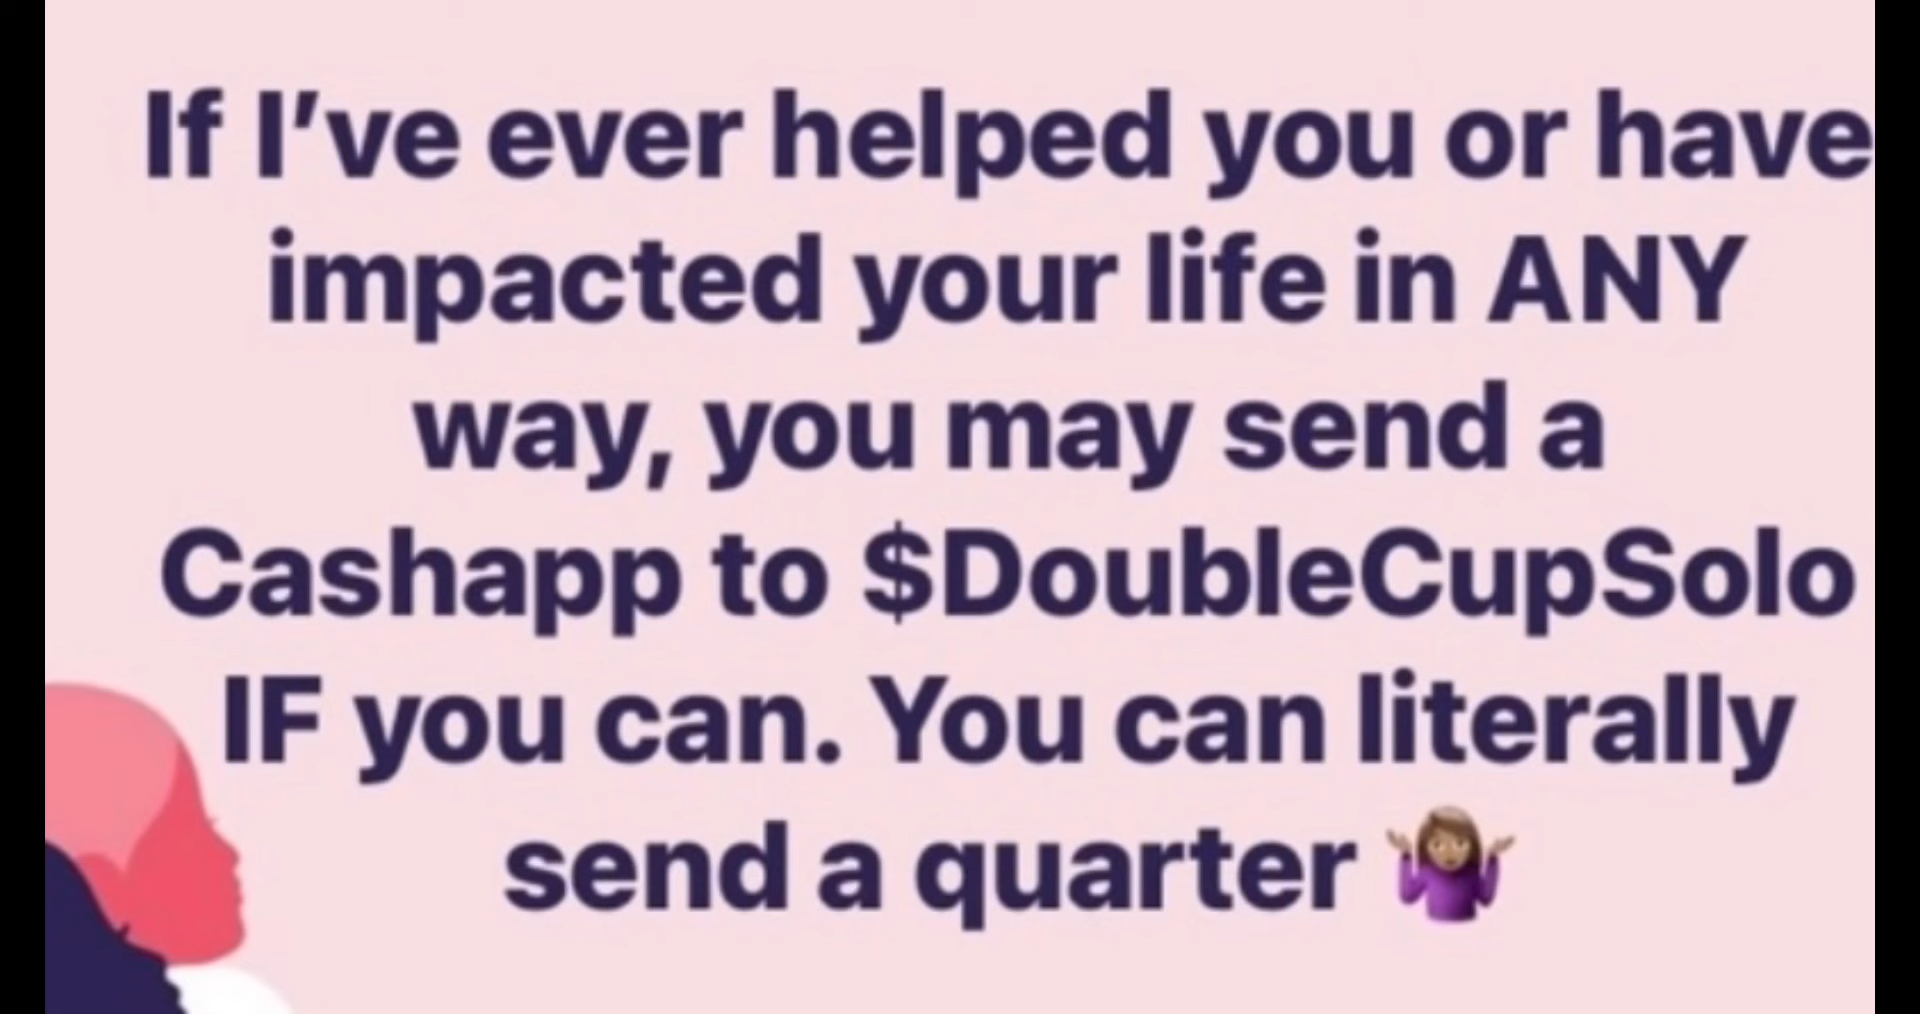 If I’ve ever helped you or have
impacted your life in ANY
way, you may send a
Cashapp to $DoubleCupSolo
IF you can. You can literally
send a quarter 🤷🏽‍♀️